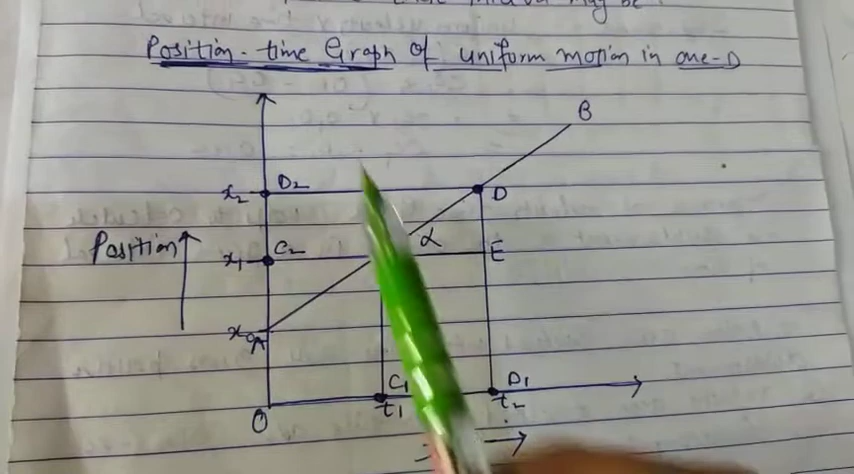 Position-time Graph of uniform motion in one-D
B
x₂ D₂ D
α
Position x₁ C₂ E
x₀ A
C₁ D₁
O t₁ t₂